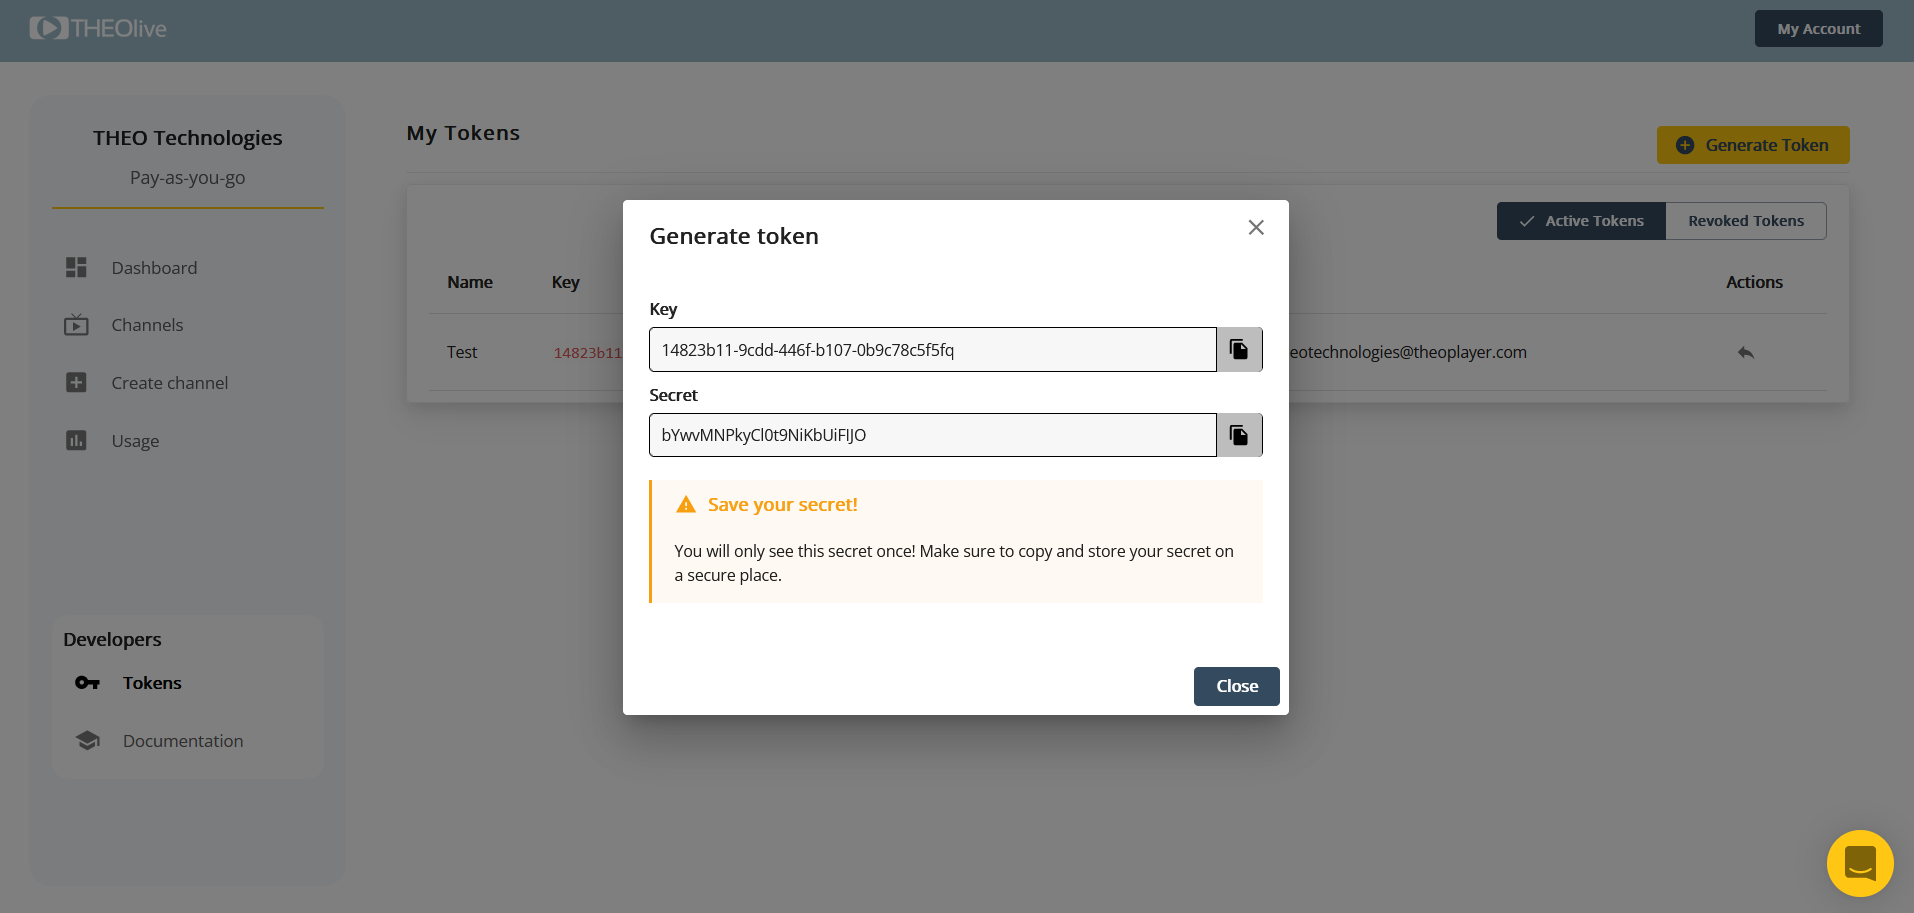 THEOlive
My Account
THEO Technologies
Pay-as-you-go
Dashboard
Channels
Create channel
Usage
Developers
Tokens
Documentation
My Tokens
Generate Token
Active Tokens
Revoked Tokens
Name Key Actions
Test 14823b11 eotechnologies@theoplayer.com
Generate token
Key
14823b11-9cdd-446f-b107-0b9c78c5f5fq
Secret
bYwvMNPkyCl0t9NiKbUiFIJO
Save your secret!
You will only see this secret once! Make sure to copy and store your secret on
a secure place.
Close